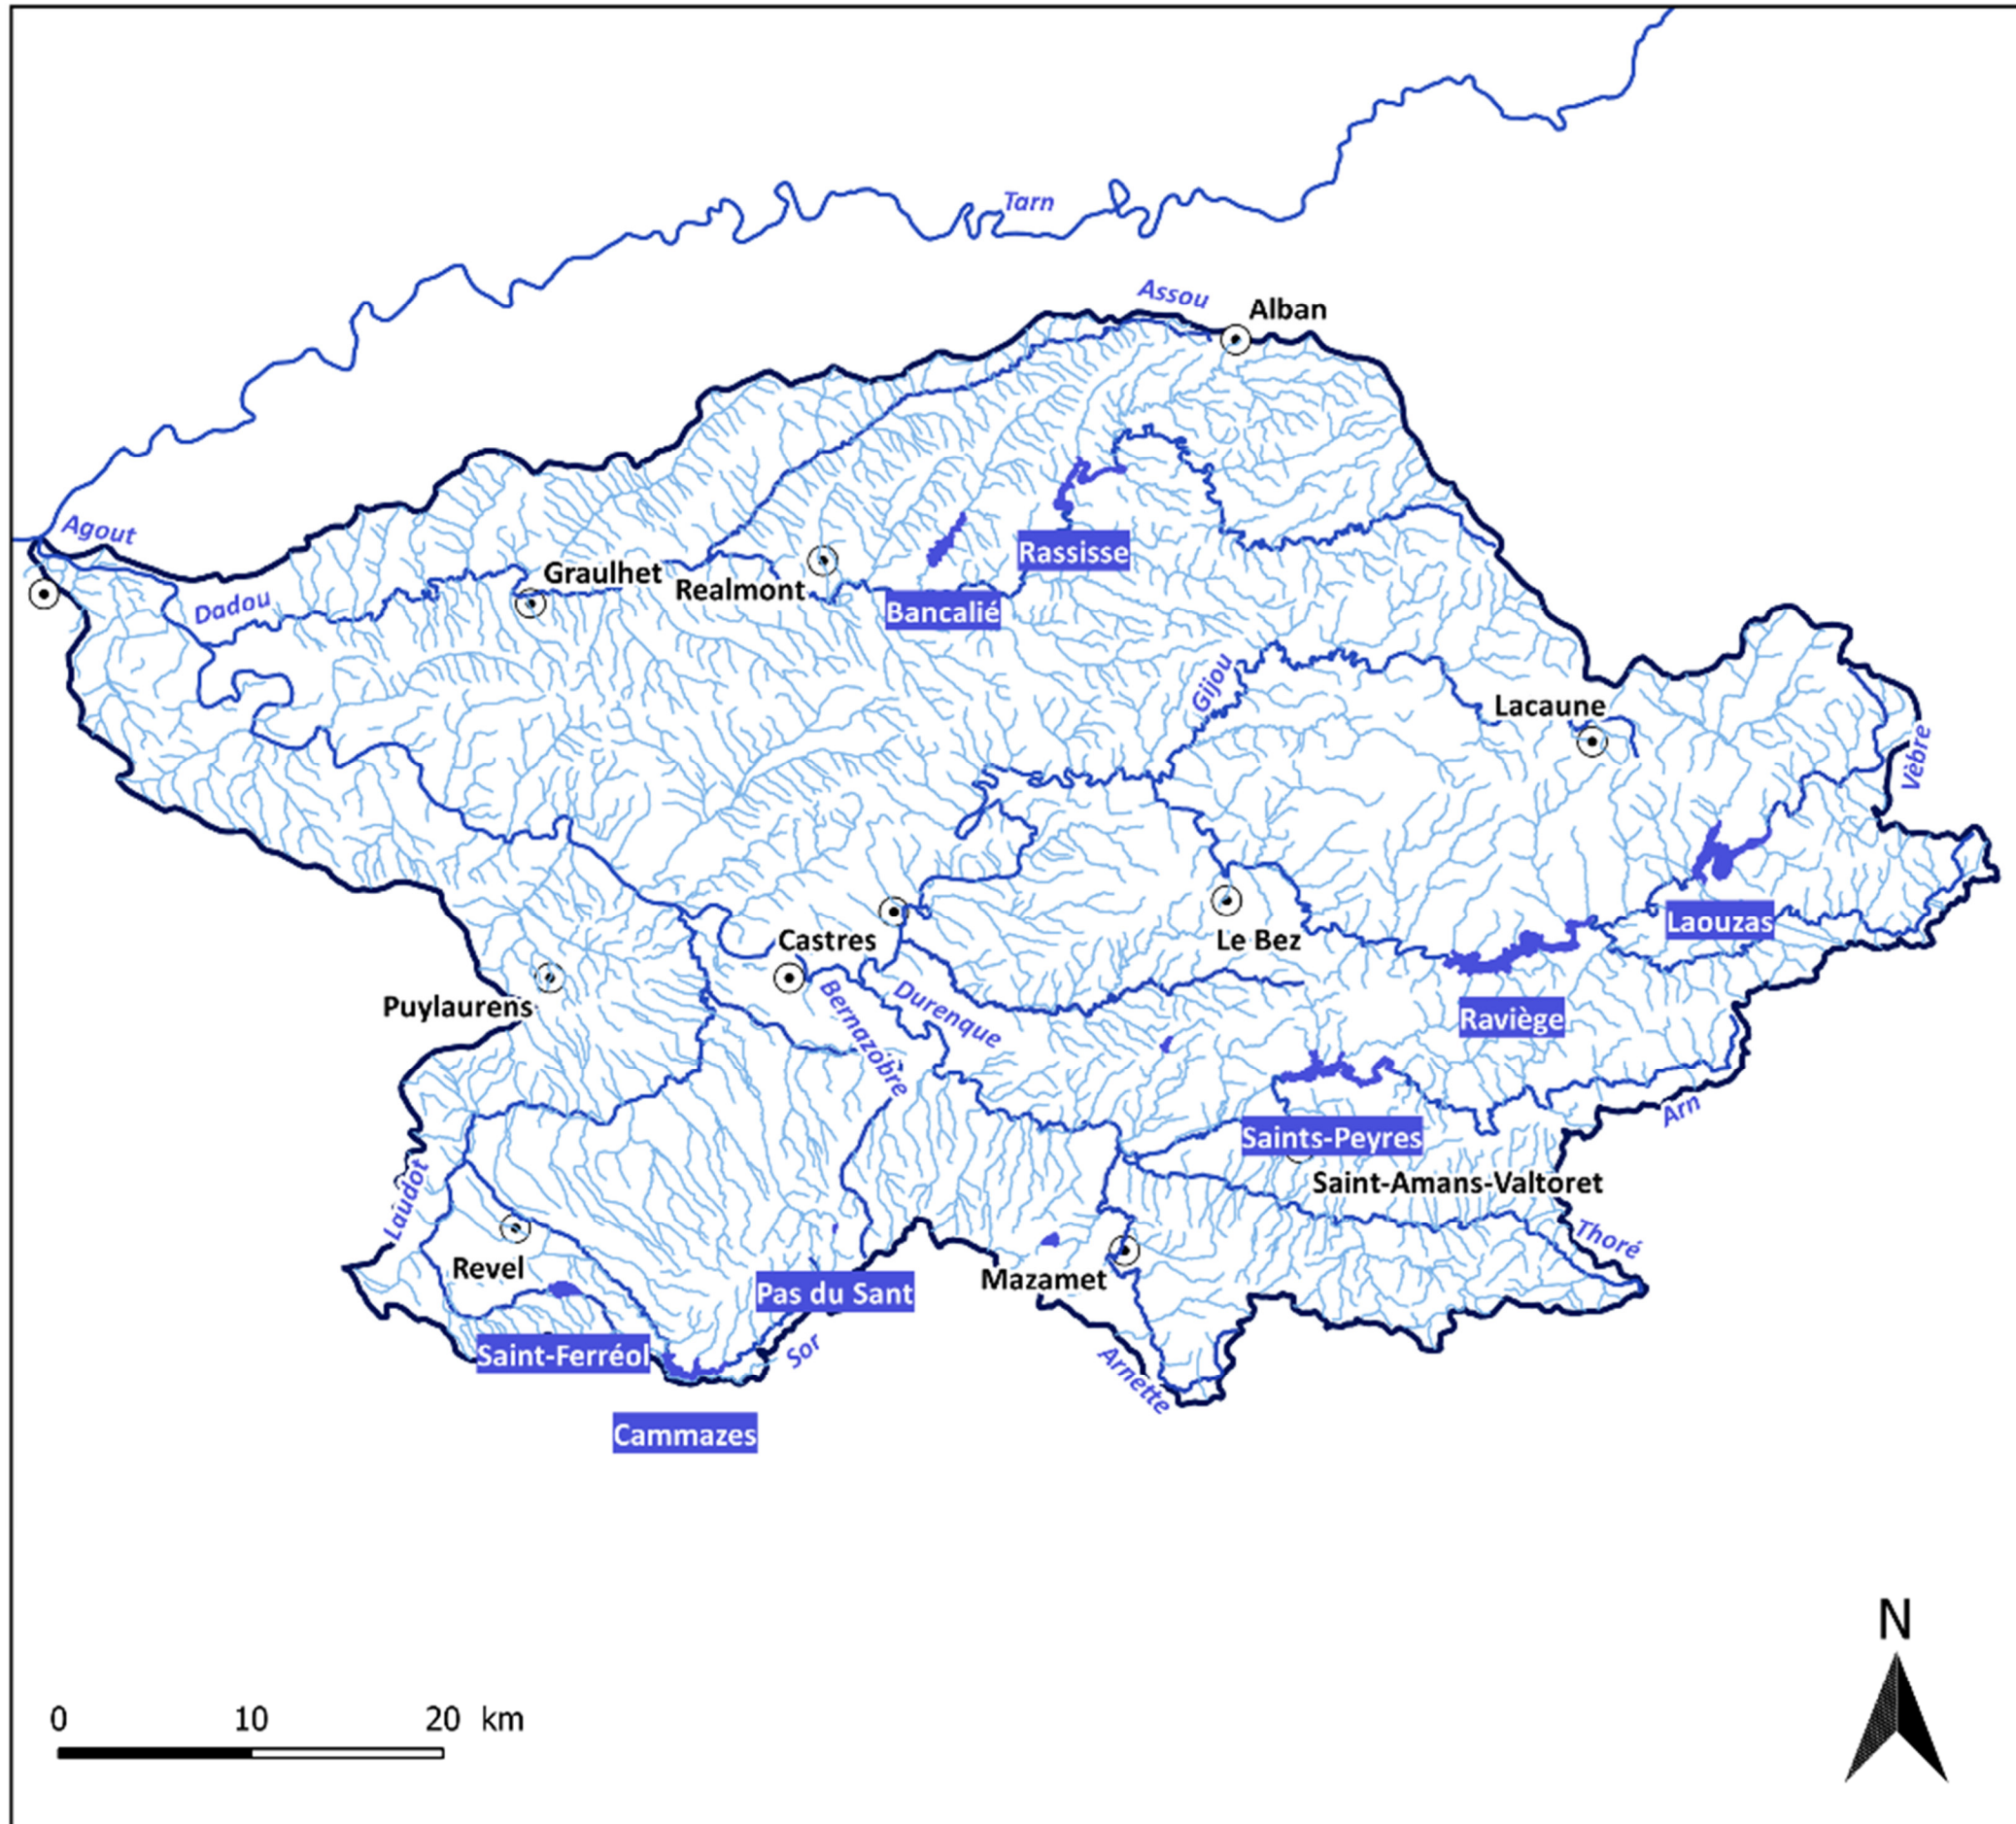 Tarn
Assou
Alban
Agout
Rassisse
Graulhet
Realmont
Dadou
Bancalié
Gijou
Lacaune
Vèbre
Laouzas
Castres
Le Bez
Puylaurens
Bernazobre
Durenque
Raviège
Arn
Saints-Peyres
Saint-Amans-Valtoret
Laudot
Thoré
Revel
Mazamet
Pas du Sant
Saint-Ferréol
Sor
Arnette
Cammazes
N
0 10 20 km